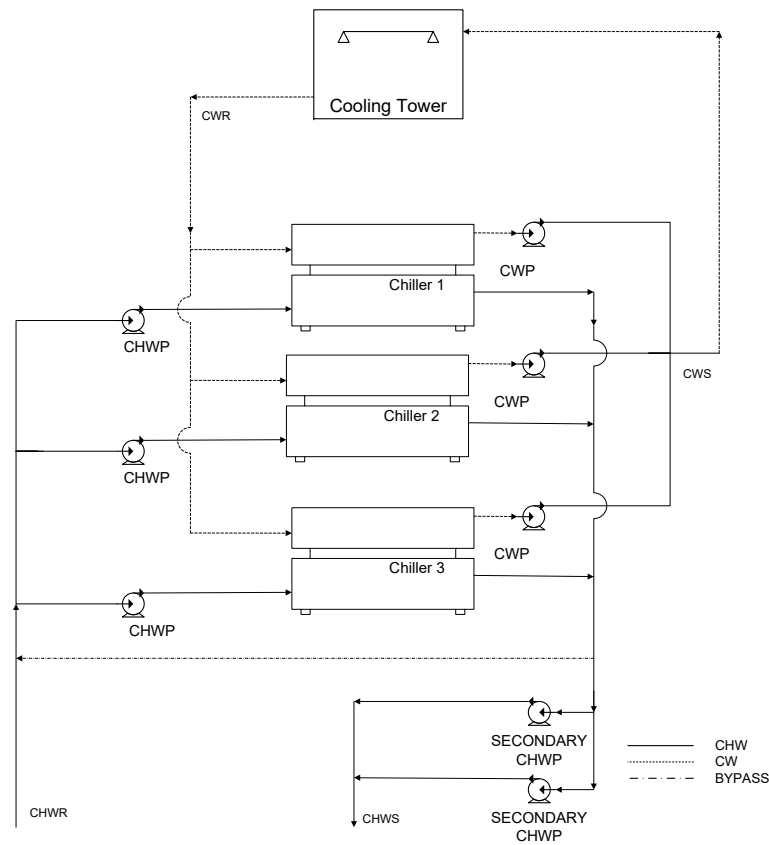 Cooling Tower
CWR
CWP
Chiller 1
CHWP
CWP
CWS
Chiller 2
CHWP
CWP
Chiller 3
CHWP
SECONDARY
CHWP
CHW
CW
BYPASS
CHWR
CHWS
SECONDARY
CHWP